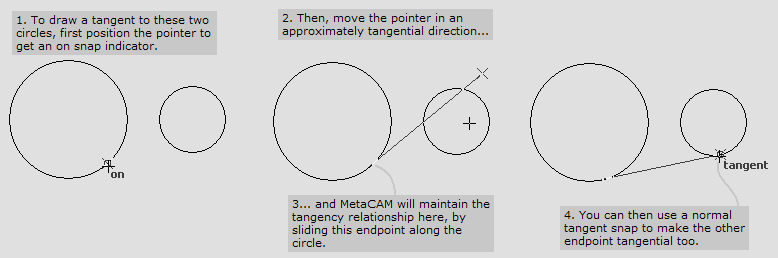 1. To draw a tangent to these two
circles, first position the pointer to
get an on snap indicator.
on
2. Then, move the pointer in an
approximately tangential direction...
3... and MetaCAM will maintain the
tangency relationship here, by
sliding this endpoint along the
circle.
tangent
4. You can then use a normal
tangent snap to make the other
endpoint tangential too.